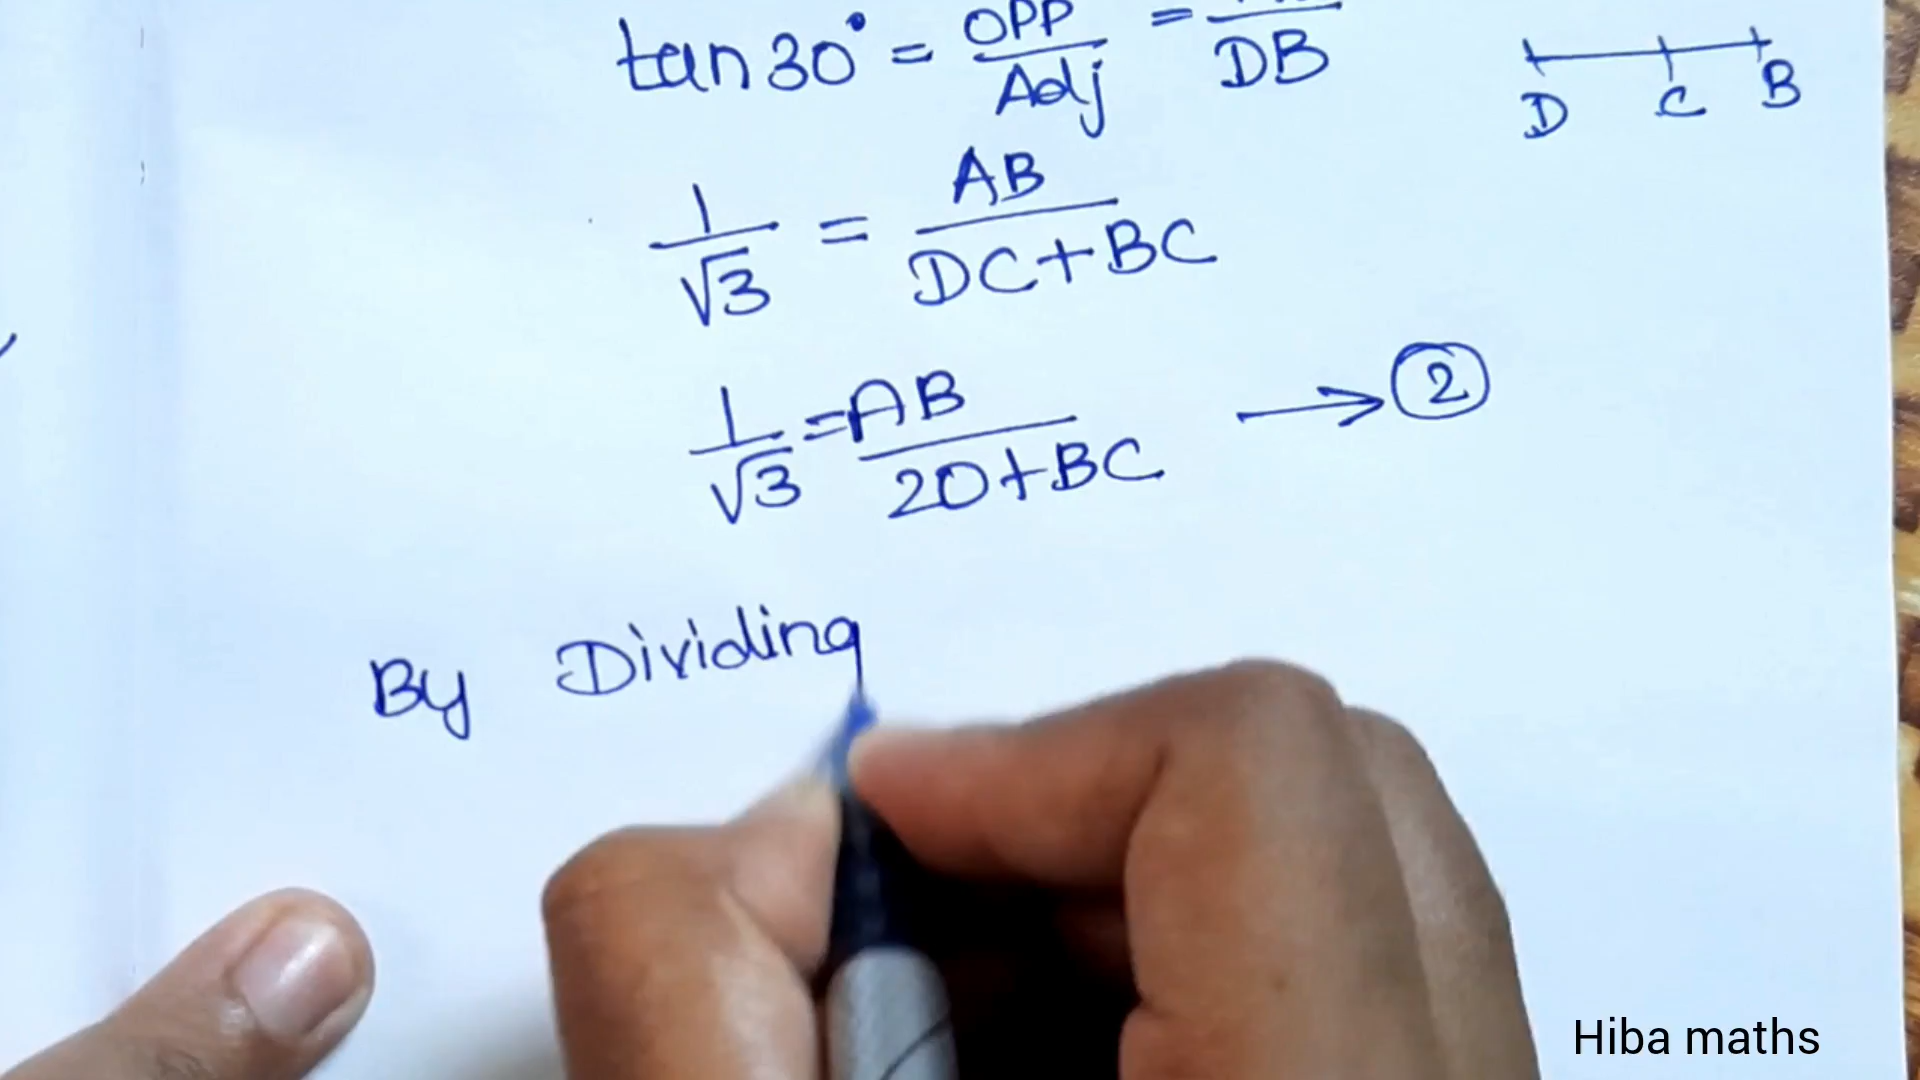 tan 30° = OPP/Adj = /DB
D C B
1/√3 = AB/DC+BC
1/√3 = AB/20+BC → 2
By Dividing
Hiba maths